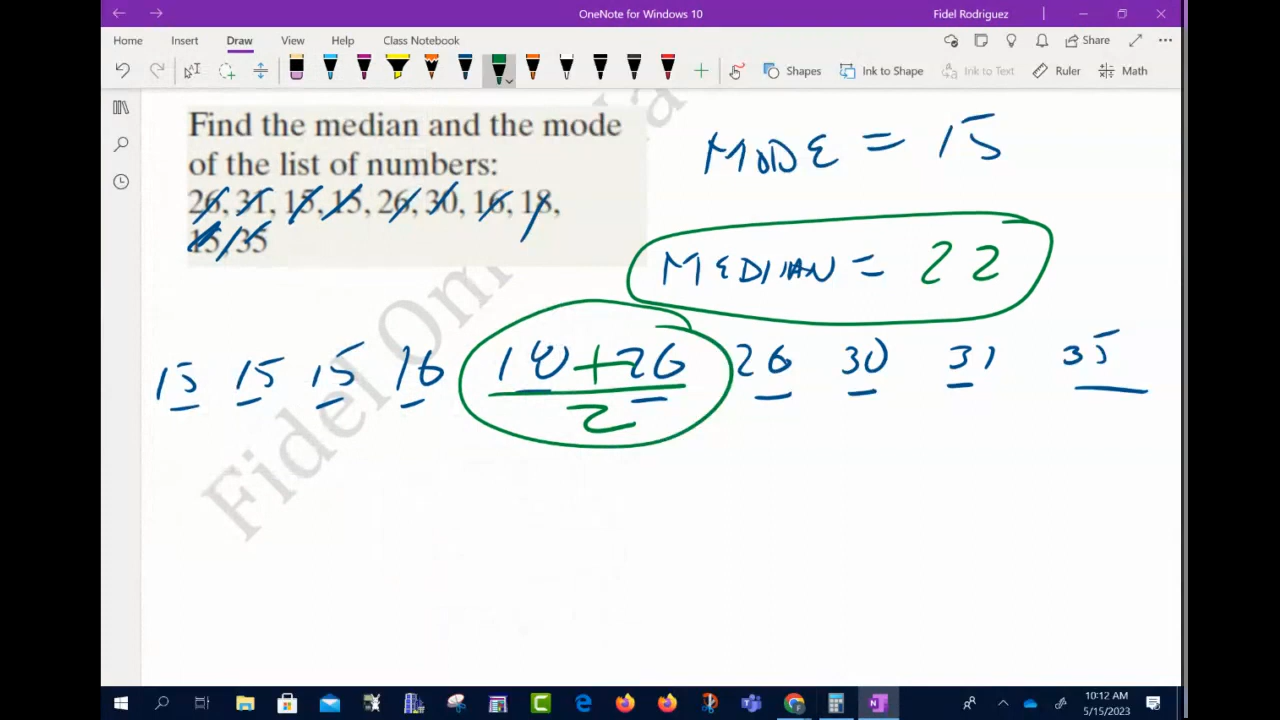 OneNote for Windows 10
Fidel Rodriguez
Home Insert Draw View Help Class Notebook
Share
Shapes Ink to Shape Ink to Text Ruler Math
Find the median and the mode
of the list of numbers:
26, 31, 15, 15, 26, 30, 16, 18,
15, 35
MODE = 15
MEDIAN = 22
15 15 15 16 18+26 26 30 31 35
2
Fidel Om
na
10:12 AM
5/15/2023